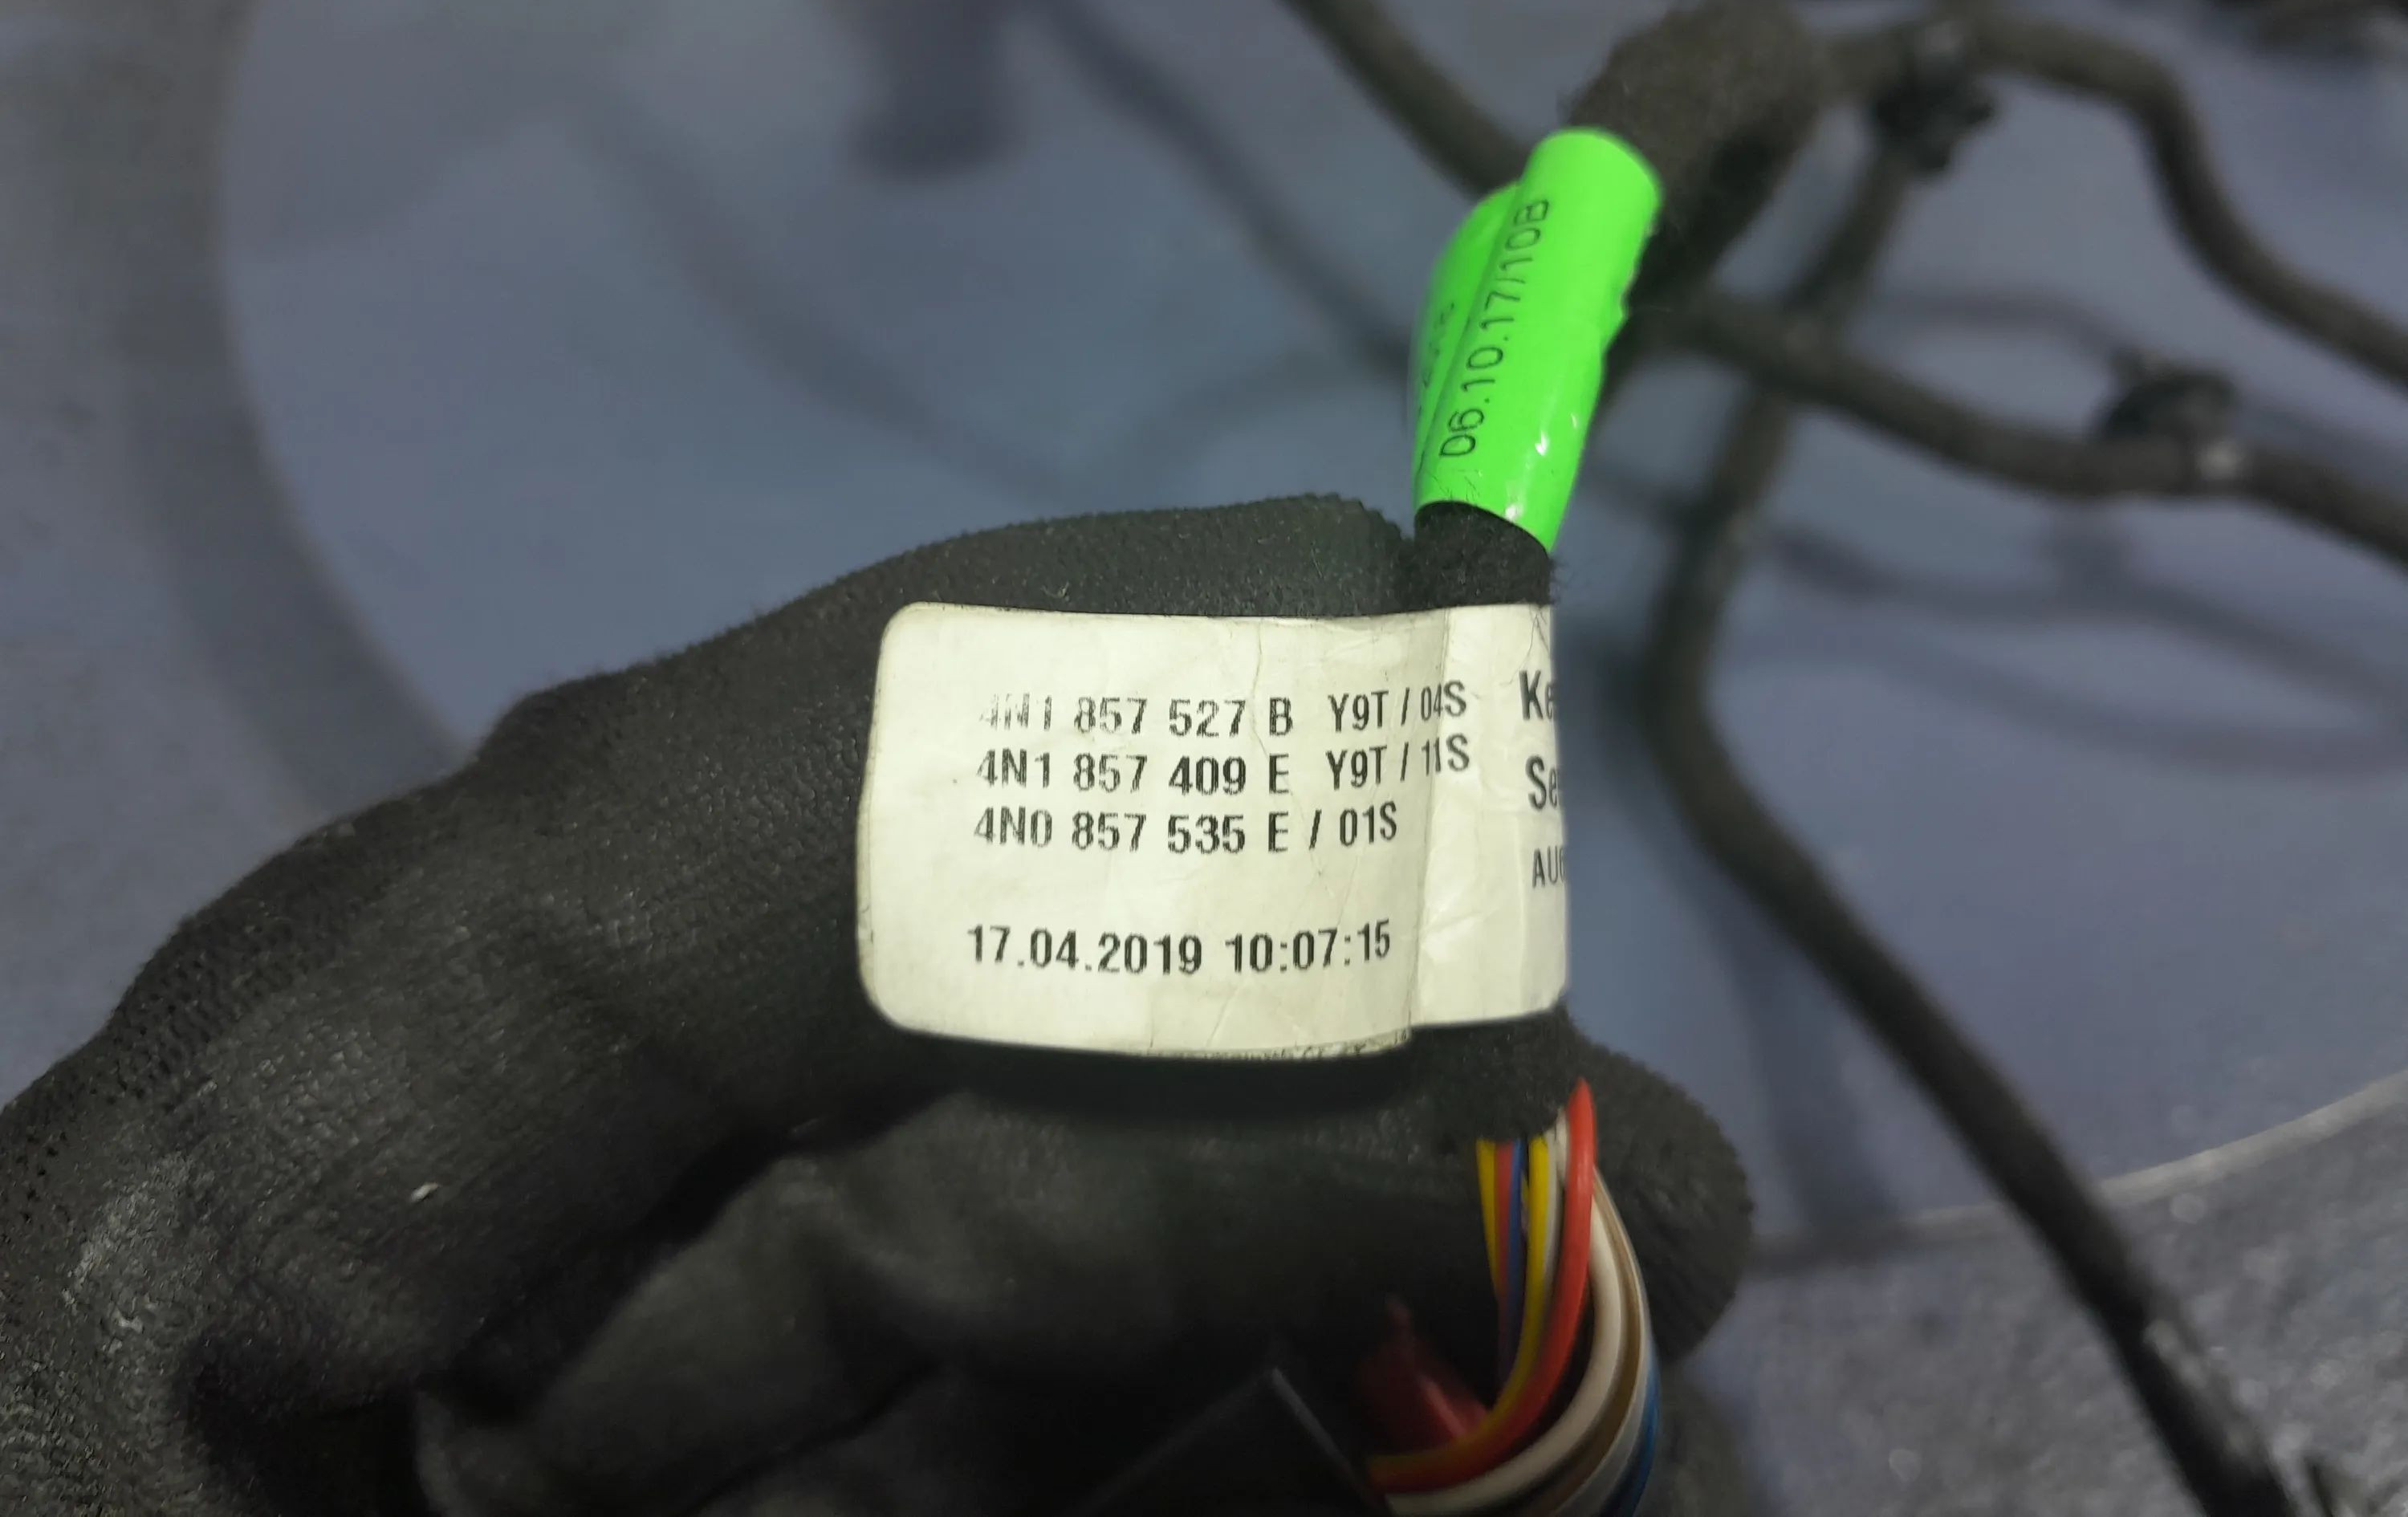 06.10.17/10B
4N1 857 527 B Y9T / 04S
4N1 857 409 E Y9T / 11S
4N0 857 535 E / 01S
17.04.2019 10:07:15